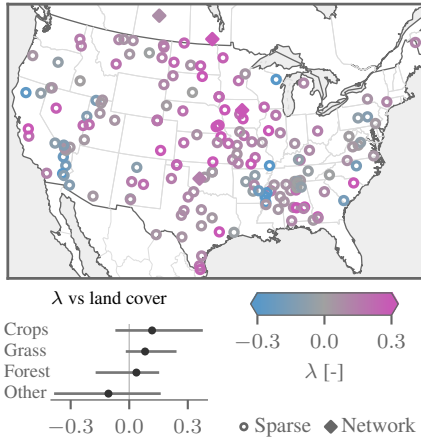 λ vs land cover
Crops
Grass
Forest
Other
−0.3 0.0 0.3
−0.3 0.0 0.3
λ [-]
Sparse Network